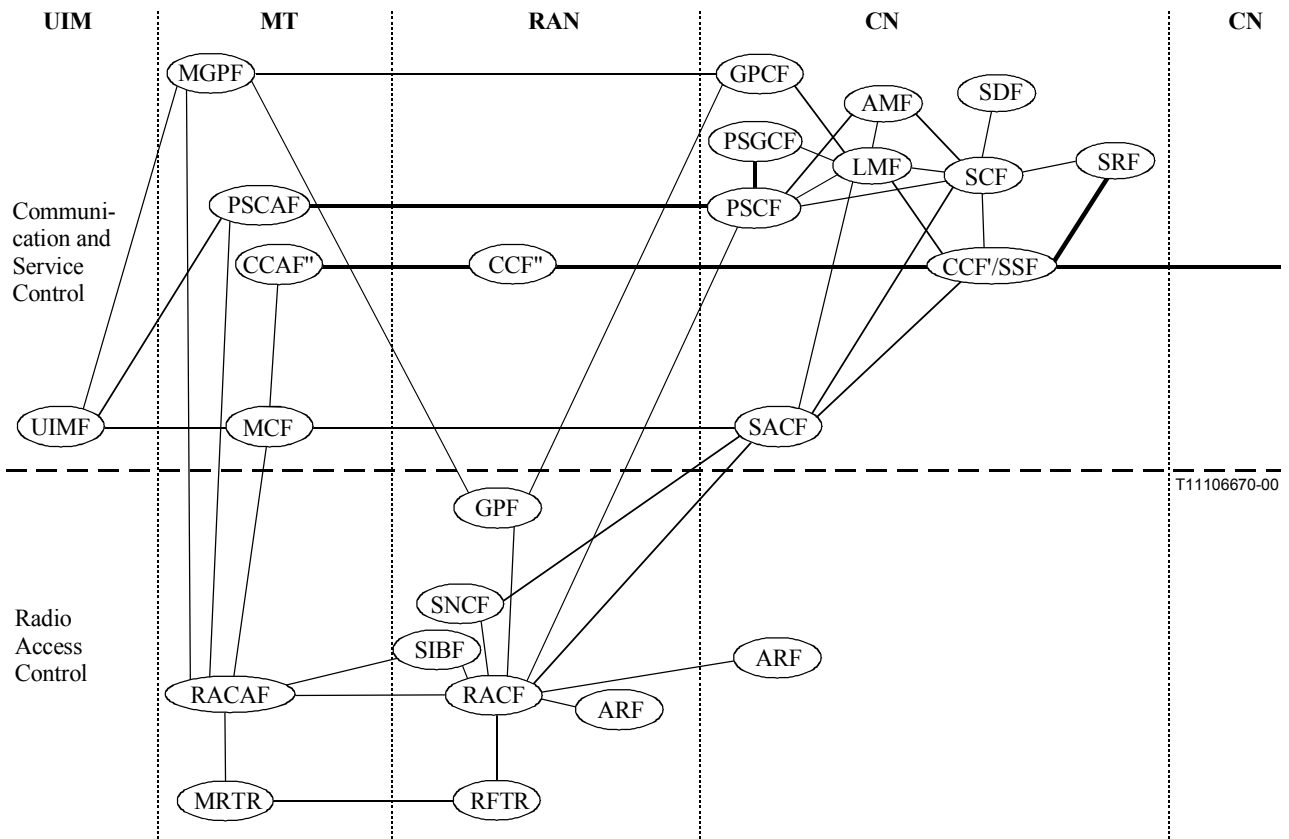 UIM
MT
RAN
CN
CN
MGPF
GPCF
AMF
SDF
PSGCF
LMF
SCF
SRF
PSCAF
PSCF
Communi-
cation and
Service
Control
CCAF"
CCF"
CCF'/SSF
UIMF
MCF
SACF
T11106670-00
GPF
SNCF
Radio
Access
Control
SIBF
ARF
RACAF
RACF
ARF
MRTR
RFTR